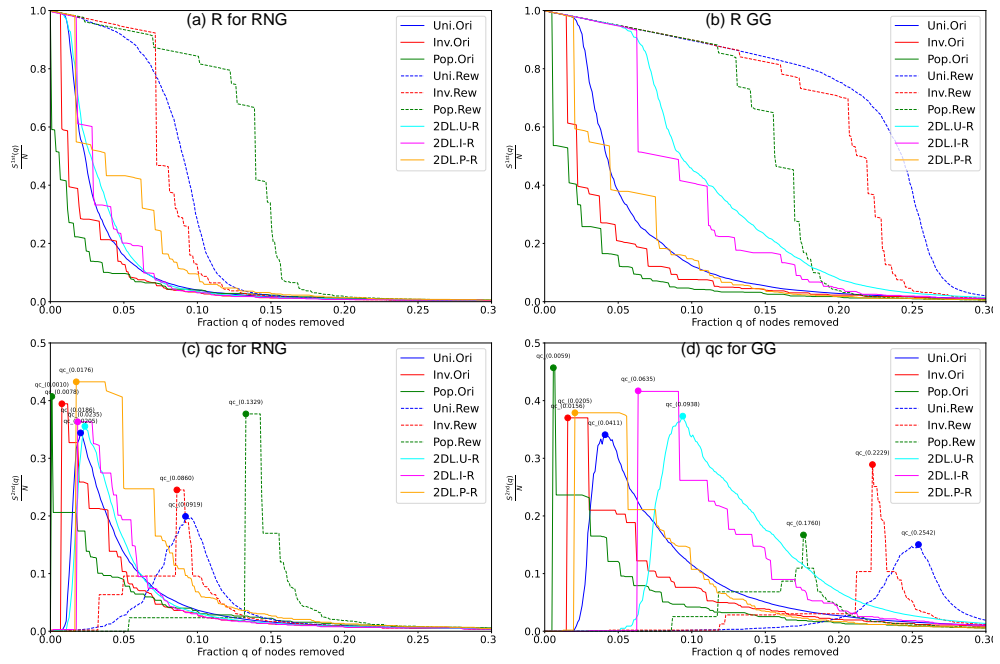 (a) R for RNG
1.0
0.8
0.6
0.4
0.2
0.0
S^{1st}(q)
N
0.00
0.05
0.10
0.15
0.20
0.25
0.3
Fraction q of nodes removed
Uni.Ori
Inv.Ori
Pop.Ori
Uni.Rew
Inv.Rew
Pop.Rew
2DL.U-R
2DL.I-R
2DL.P-R
(b) R GG
1.0
0.8
0.6
0.4
0.2
0.0
S^{1st}(q)
N
0.00
0.05
0.10
0.15
0.20
0.25
0.30
Fraction q of nodes removed
Uni.Ori
Inv.Ori
Pop.Ori
Uni.Rew
Inv.Rew
Pop.Rew
2DL.U-R
2DL.I-R
2DL.P-R
(c) qc for RNG
0.5
0.4
0.3
0.2
0.1
0.0
S^{2nd}(q)
N
qc_(0.0176)
qc_(0.0010)
qc_(0.0078)
qc_(0.0186)
qc_(0.0235)
qc_(0.0205)
qc_(0.1329)
qc_(0.0860)
qc_(0.0919)
0.00
0.05
0.10
0.15
0.20
0.25
0.3
Fraction q of nodes removed
Uni.Ori
Inv.Ori
Pop.Ori
Uni.Rew
Inv.Rew
Pop.Rew
2DL.U-R
2DL.I-R
2DL.P-R
(d) qc for GG
0.5
0.4
0.3
0.2
0.1
0.0
S^{2nd}(q)
N
qc_(0.0059)
qc_(0.0205)
qc_(0.0156)
qc_(0.0411)
qc_(0.0635)
qc_(0.0938)
qc_(0.1760)
qc_(0.2229)
qc_(0.2542)
0.00
0.05
0.10
0.15
0.20
0.25
0.30
Fraction q of nodes removed
Uni.Ori
Inv.Ori
Pop.Ori
Uni.Rew
Inv.Rew
Pop.Rew
2DL.U-R
2DL.I-R
2DL.P-R